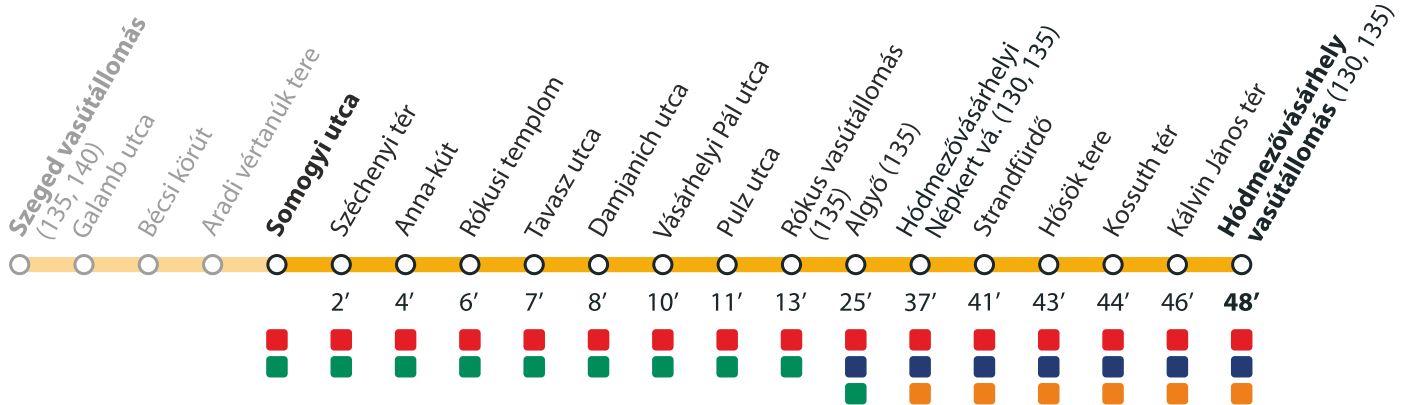 Szeged vasútállomás
(135, 140)
Galamb utca
Bécsi körút
Aradi vértanúk tere
Somogyi utca
Széchenyi tér
Anna-kút
Rókusi templom
Tavasz utca
Damjanich utca
Vásárhelyi Pál utca
Pulz utca
Rókus vasútállomás
(135)
Algyő (135)
Hódmezővásárhelyi
Népkert vá. (130, 135)
Strandfürdő
Hősök tere
Kossuth tér
Kálvin János tér
Hódmezővásárhely
vasútállomás (130, 135)
2’ 4’ 6’ 7’ 8’ 10’ 11’ 13’ 25’ 37’ 41’ 43’ 44’ 46’ 48’